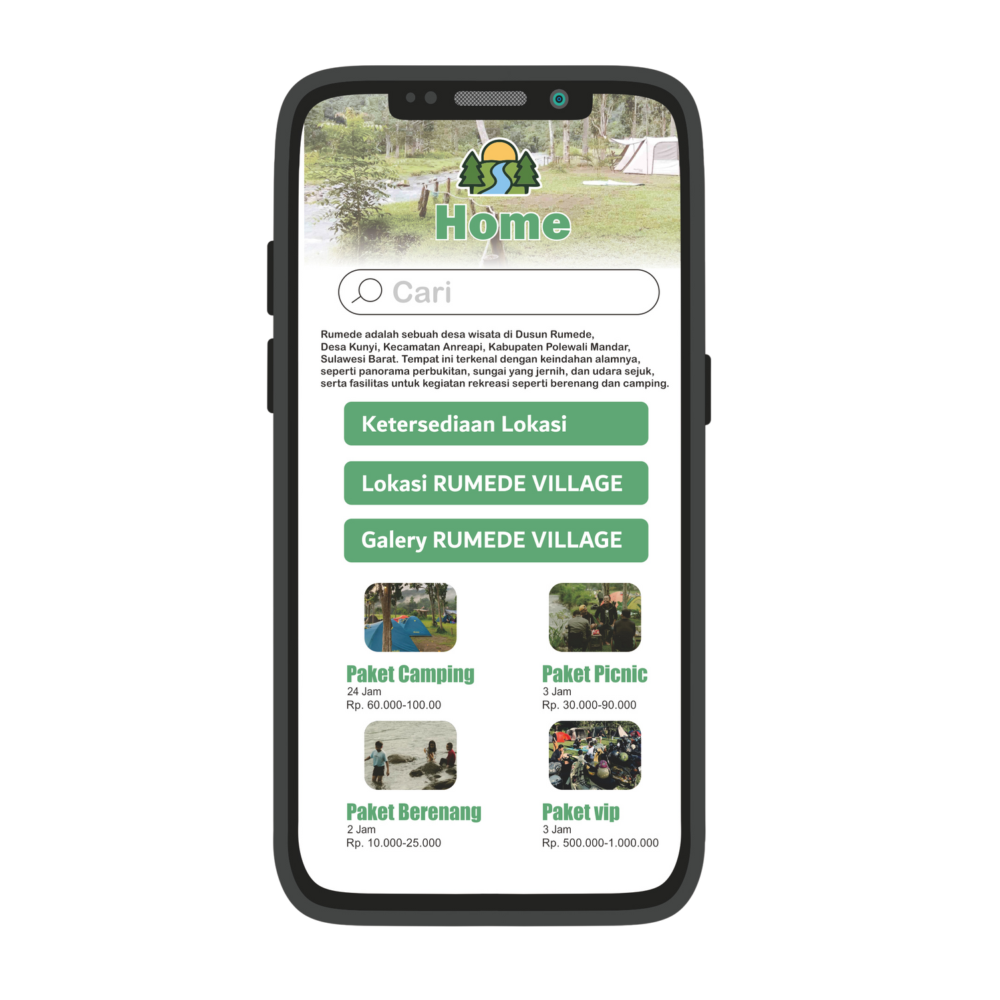 Home
Cari
Rumede adalah sebuah desa wisata di Dusun Rumede,
Desa Kunyi, Kecamatan Anreapi, Kabupaten Polewali Mandar,
Sulawesi Barat. Tempat ini terkenal dengan keindahan alamnya,
seperti panorama perbukitan, sungai yang jernih, dan udara sejuk,
serta fasilitas untuk kegiatan rekreasi seperti berenang dan camping.
Ketersediaan Lokasi
Lokasi RUMEDE VILLAGE
Galery RUMEDE VILLAGE
Paket Camping
24 Jam
Rp. 60.000-100.00
Paket Picnic
3 Jam
Rp. 30.000-90.000
Paket Berenang
2 Jam
Rp. 10.000-25.000
Paket vip
3 Jam
Rp. 500.000-1.000.000